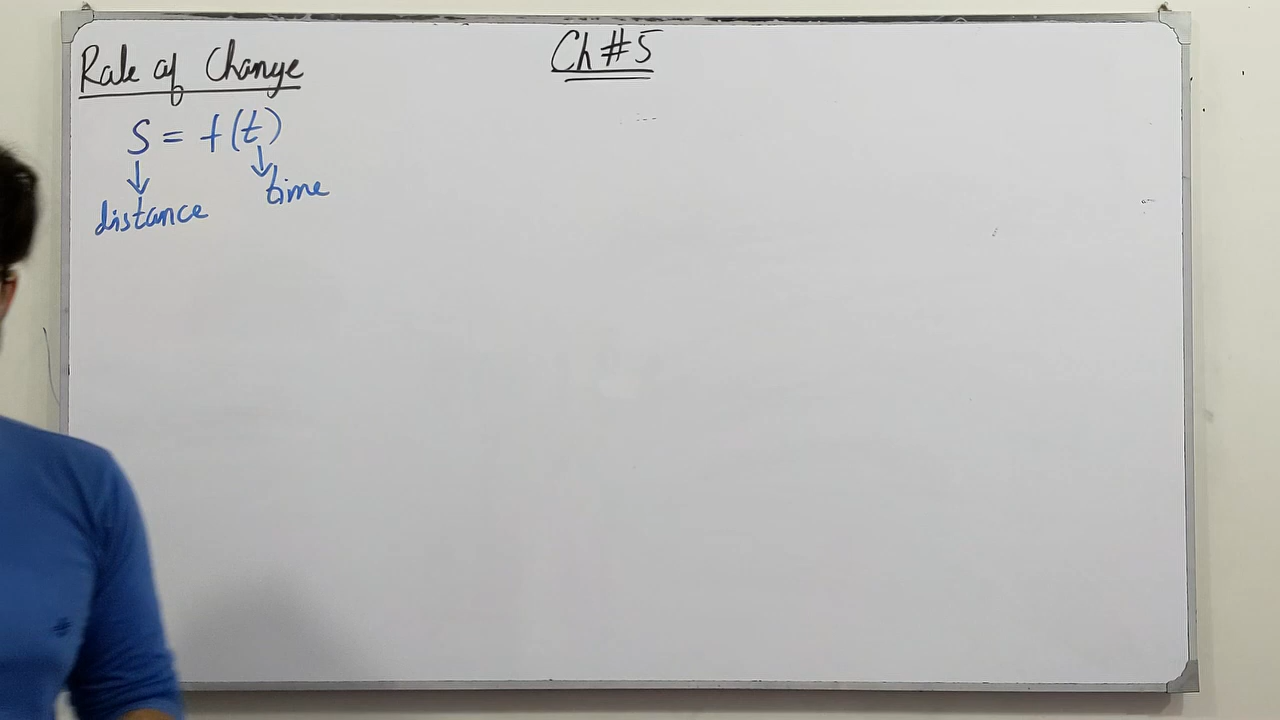 Ch #5
Rate of Change
S = f(t)
distance
time